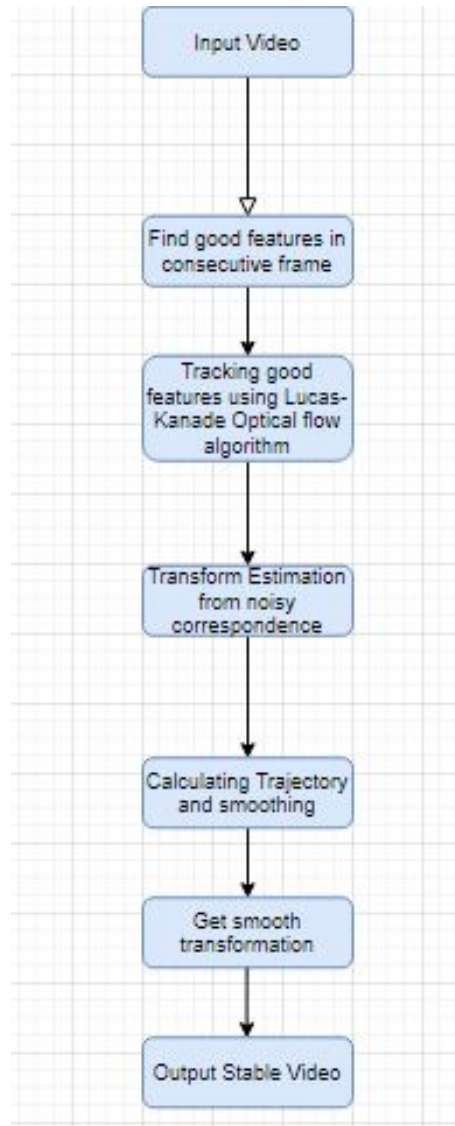 Input Video
Find good features in
consecutive frame
Tracking good
features using Lucas-
Kanade Optical flow
algorithm
Transform Estimation
from noisy
correspondence
Calculating Trajectory
and smoothing
Get smooth
transformation
Output Stable Video